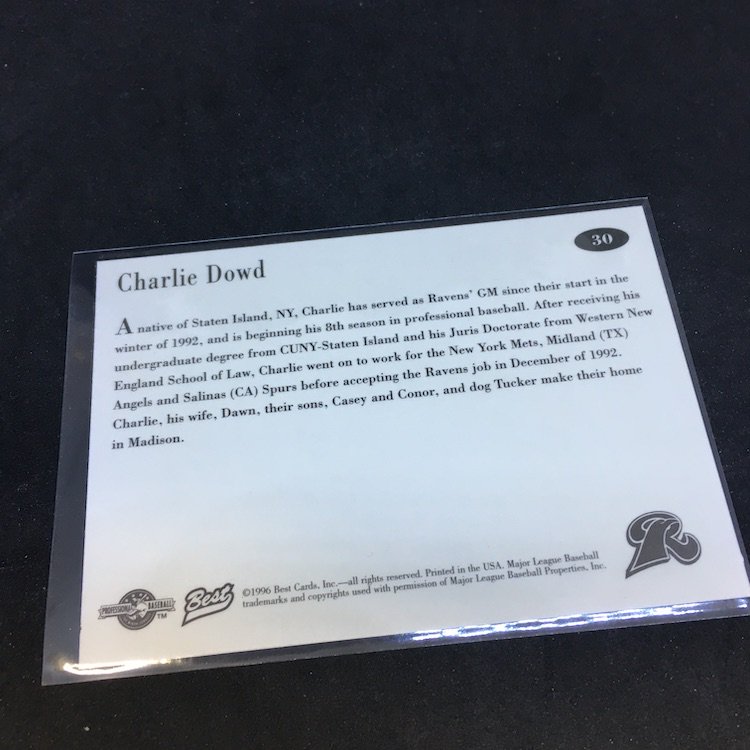 30
Charlie Dowd
A native of Staten Island, NY, Charlie has served as Ravens' GM since their start in the
winter of 1992, and is beginning his 8th season in professional baseball. After receiving his
undergraduate degree from CUNY-Staten Island and his Juris Doctorate from Western New
England School of Law, Charlie went on to work for the New York Mets, Midland (TX)
Angels and Salinas (CA) Spurs before accepting the Ravens job in December of 1992.
Charlie, his wife, Dawn, their sons, Casey and Conor, and dog Tucker make their home
in Madison.
PROFESSIONAL BASEBALL
TM
Best
©1996 Best Cards, Inc.—all rights reserved. Printed in the USA. Major League Baseball
trademarks and copyrights used with permission of Major League Baseball Properties, Inc.
R